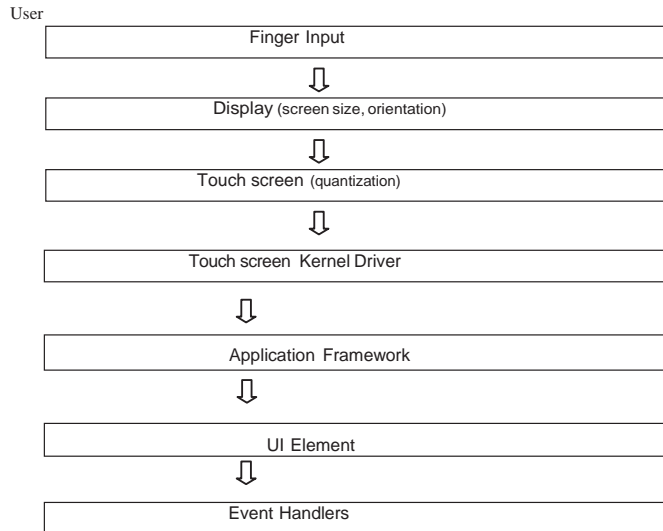 User
Finger Input
Display (screen size, orientation)
Touch screen (quantization)
Touch screen Kernel Driver
Application Framework
UI Element
Event Handlers